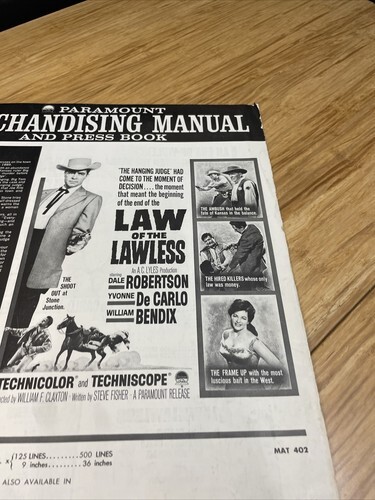 PARAMOUNT
CHANDISING MANUAL
AND PRESS BOOK
"THE HANGING JUDGE" HAD
COME TO THE MOMENT OF
DECISION.... the moment
that meant the beginning
of the end of the
LAW
OF THE
LAWLESS
An A.C. LYLES Production
starring
DALE ROBERTSON
YVONNE De CARLO
WILLIAM BENDIX
THE
SHOOT
OUT at
Stone
Junction.
THE AMBUSH that held the
fate of Kansas in the balance.
THE HIRED KILLERS whose only
law was money.
THE FRAME UP with the most
luscious bait in the West.
TECHNICOLOR and TECHNISCOPE
ected by WILLIAM F. CLAXTON · Written by STEVE FISHER · A PARAMOUNT RELEASE
MAT 402
x 125 LINES.........500 LINES
9 inches.........36 inches
ALSO AVAILABLE IN